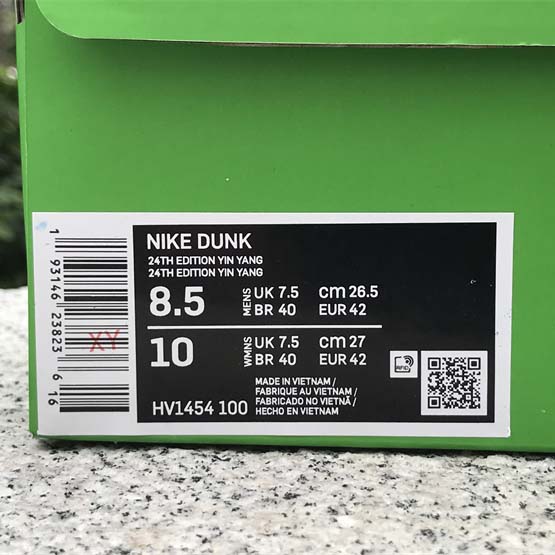 1 93146 23823 6 16
XY
NIKE DUNK
24TH EDITION YIN YANG
24TH EDITION YIN YANG
8.5 MENS UK 7.5 cm 26.5
BR 40 EUR 42
10 WMNS UK 7.5 cm 27
BR 40 EUR 42
MADE IN VIETNAM /
FABRIQUE AU VIETNAM /
FABRICADO NO VIETNÃ /
HECHO EN VIETNAM
HV1454 100
RFID